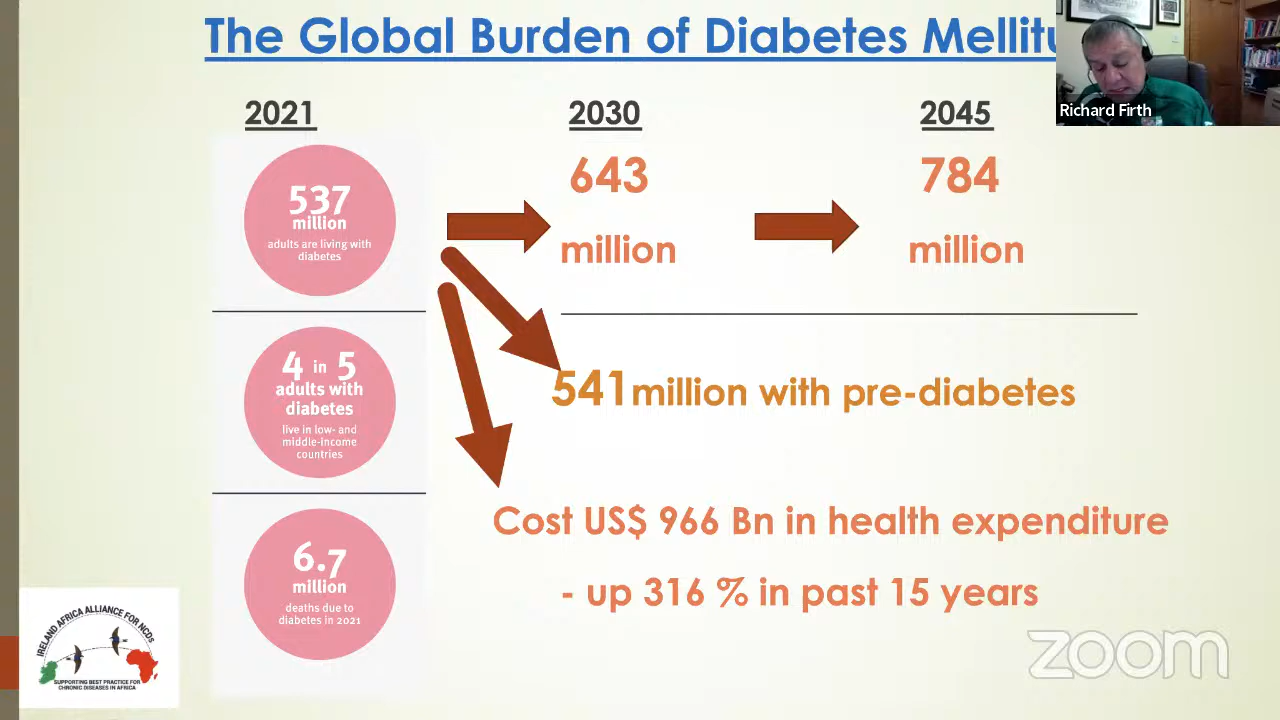 The Global Burden of Diabetes Mellitu
Richard Firth
2021
2030
2045
537
million
adults are living with
diabetes
643
million
784
million
4 in 5
adults with
diabetes
live in low- and
middle-income
countries
541million with pre-diabetes
6.7
million
deaths due to
diabetes in 2021
Cost US$ 966 Bn in health expenditure
- up 316 % in past 15 years
IRELAND AFRICA ALLIANCE FOR NCDs
SUPPORTING BEST PRACTICE FOR
CHRONIC DISEASES IN AFRICA
zoom